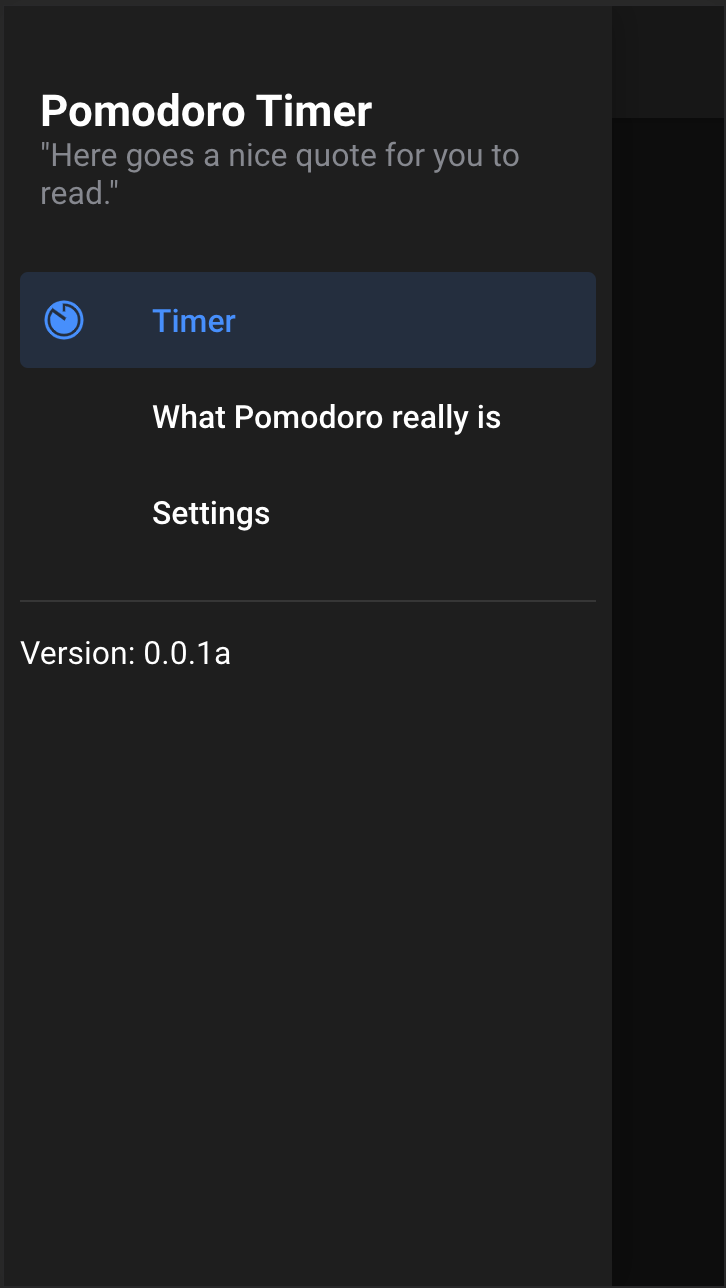 Pomodoro Timer
"Here goes a nice quote for you to
read."
Timer
What Pomodoro really is
Settings
Version: 0.0.1a